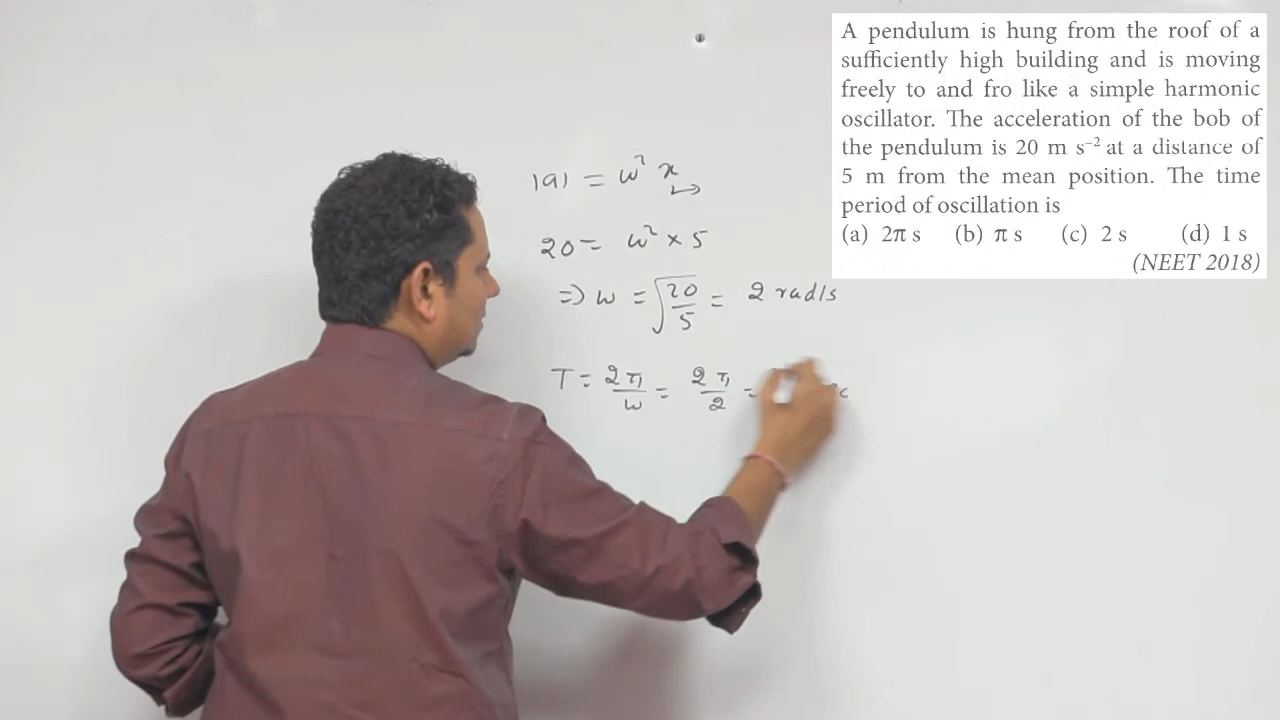 A pendulum is hung from the roof of a
sufficiently high building and is moving
freely to and fro like a simple harmonic
oscillator. The acceleration of the bob of
the pendulum is 20 m s⁻² at a distance of
5 m from the mean position. The time
period of oscillation is
(a) 2π s (b) π s (c) 2 s (d) 1 s
(NEET 2018)
|a| = ω² x
20 = ω² × 5
=> ω = √20/5 = 2 rad/s
T = 2π/ω = 2π/2 =